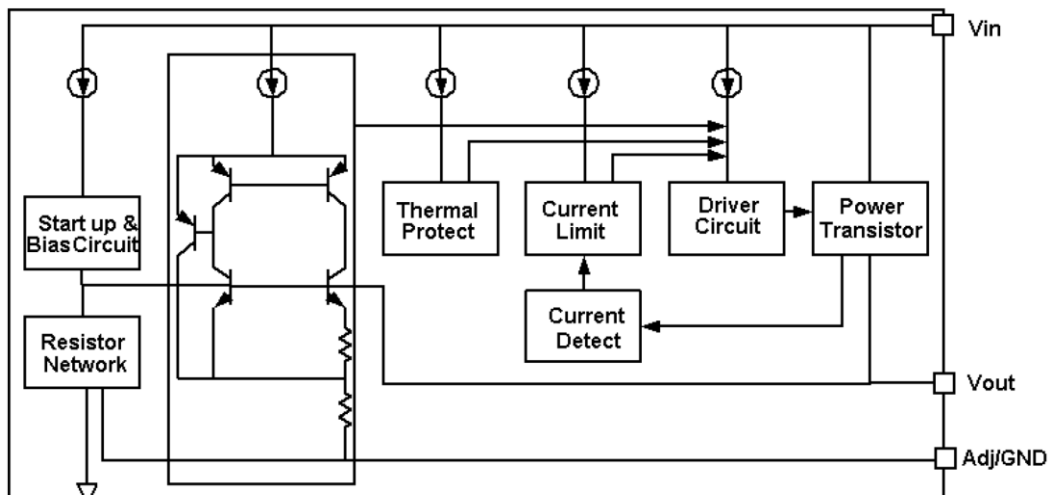 Vin
Start up &
Bias Circuit
Thermal
Protect
Current
Limit
Driver
Circuit
Power
Transistor
Resistor
Network
Current
Detect
Vout
Adj/GND